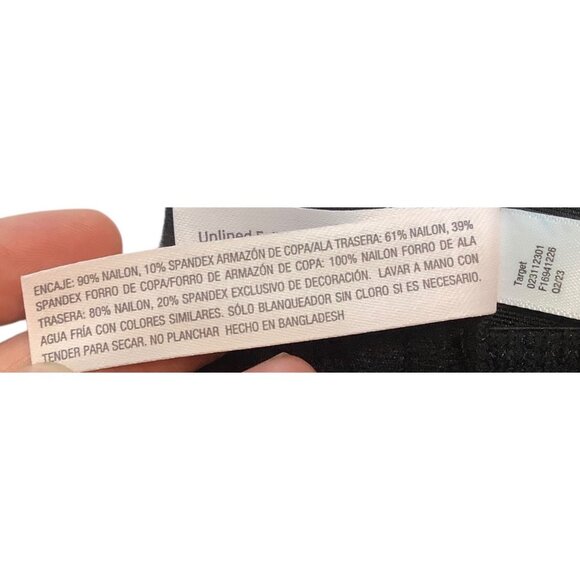 Unlined
ENCAJE: 90% NAILON, 10% SPANDEX ARMAZÓN DE COPA/ALA TRASERA: 61% NAILON, 39%
SPANDEX FORRO DE COPA/FORRO DE ARMAZÓN DE COPA: 100% NAILON FORRO DE ALA
TRASERA: 80% NAILON, 20% SPANDEX EXCLUSIVO DE DECORACIÓN. LAVAR A MANO CON
AGUA FRÍA CON COLORES SIMILARES. SÓLO BLANQUEADOR SIN CLORO SI ES NECESARIO.
TENDER PARA SECAR. NO PLANCHAR HECHO EN BANGLADESH
Target
023112301
F16941226
02/23